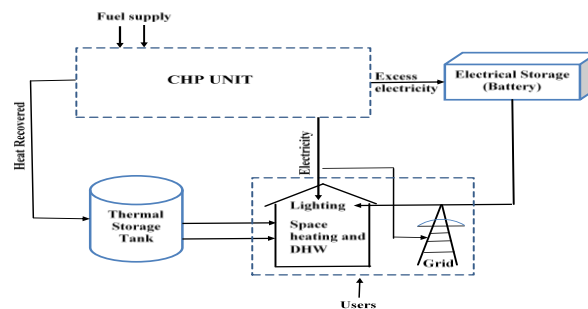 Fuel supply
CHP UNIT
Excess
electricity
Electrical Storage
(Battery)
Heat Recovered
Electricity
Thermal
Storage
Tank
Lighting
Space
heating and
DHW
Grid
Users